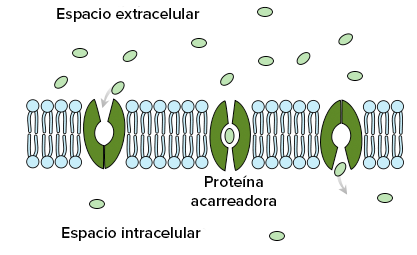 Espacio extracelular
Proteína
acarreadora
Espacio intracelular